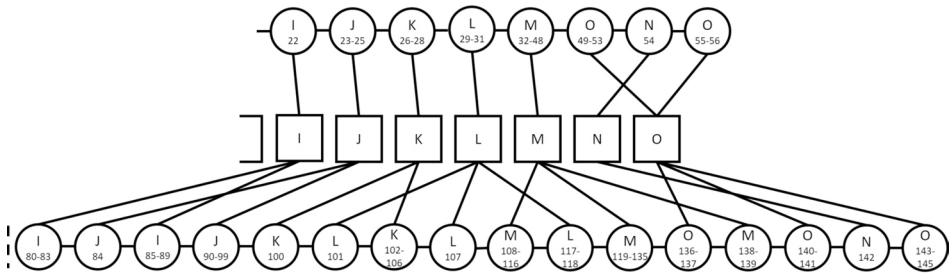 I J K L M O N O
22 23-25 26-28 29-31 32-48 49-53 54 55-56
I J K L M N O
I J I J K L K L M L M O M O N O
80-83 84 85-89 90-99 100 101 102-106 107 108-116 117-118 119-135 136-137 138-139 140-141 142 143-145